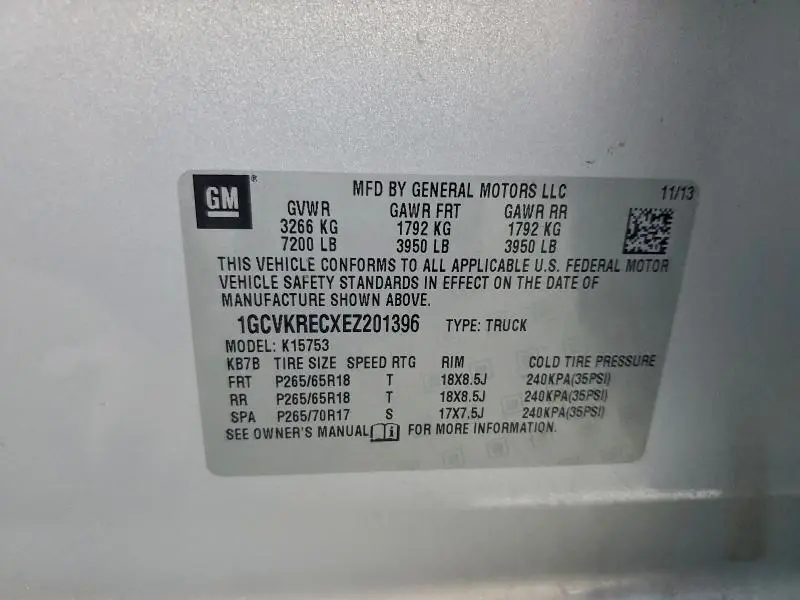 GM®
MFD BY GENERAL MOTORS LLC 11/13
GVWR GAWR FRT GAWR RR
3266 KG 1792 KG 1792 KG
7200 LB 3950 LB 3950 LB
THIS VEHICLE CONFORMS TO ALL APPLICABLE U.S. FEDERAL MOTOR
VEHICLE SAFETY STANDARDS IN EFFECT ON THE DATE OF
MANUFACTURE SHOWN ABOVE.
1GCVKRECXEZ201396 TYPE: TRUCK
MODEL: K15753
KB7B TIRE SIZE SPEED RTG RIM COLD TIRE PRESSURE
FRT P265/65R18 T 18X8.5J 240KPA(35PSI)
RR P265/65R18 T 18X8.5J 240KPA(35PSI)
SPA P265/70R17 S 17X7.5J 240KPA(35PSI)
SEE OWNER'S MANUAL i FOR MORE INFORMATION.